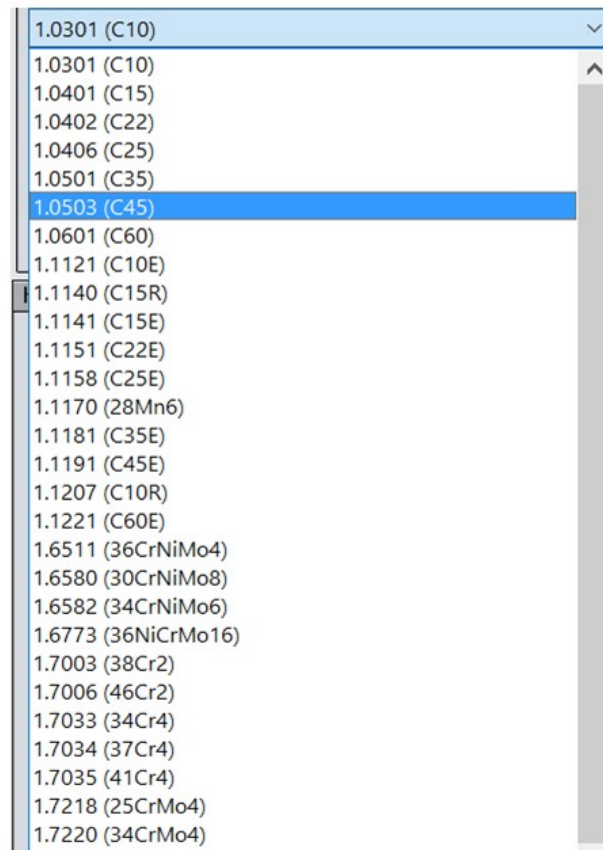 1.0301 (C10)
1.0301 (C10)
1.0401 (C15)
1.0402 (C22)
1.0406 (C25)
1.0501 (C35)
1.0503 (C45)
1.0601 (C60)
1.1121 (C10E)
1.1140 (C15R)
1.1141 (C15E)
1.1151 (C22E)
1.1158 (C25E)
1.1170 (28Mn6)
1.1181 (C35E)
1.1191 (C45E)
1.1207 (C10R)
1.1221 (C60E)
1.6511 (36CrNiMo4)
1.6580 (30CrNiMo8)
1.6582 (34CrNiMo6)
1.6773 (36NiCrMo16)
1.7003 (38Cr2)
1.7006 (46Cr2)
1.7033 (34Cr4)
1.7034 (37Cr4)
1.7035 (41Cr4)
1.7218 (25CrMo4)
1.7220 (34CrMo4)